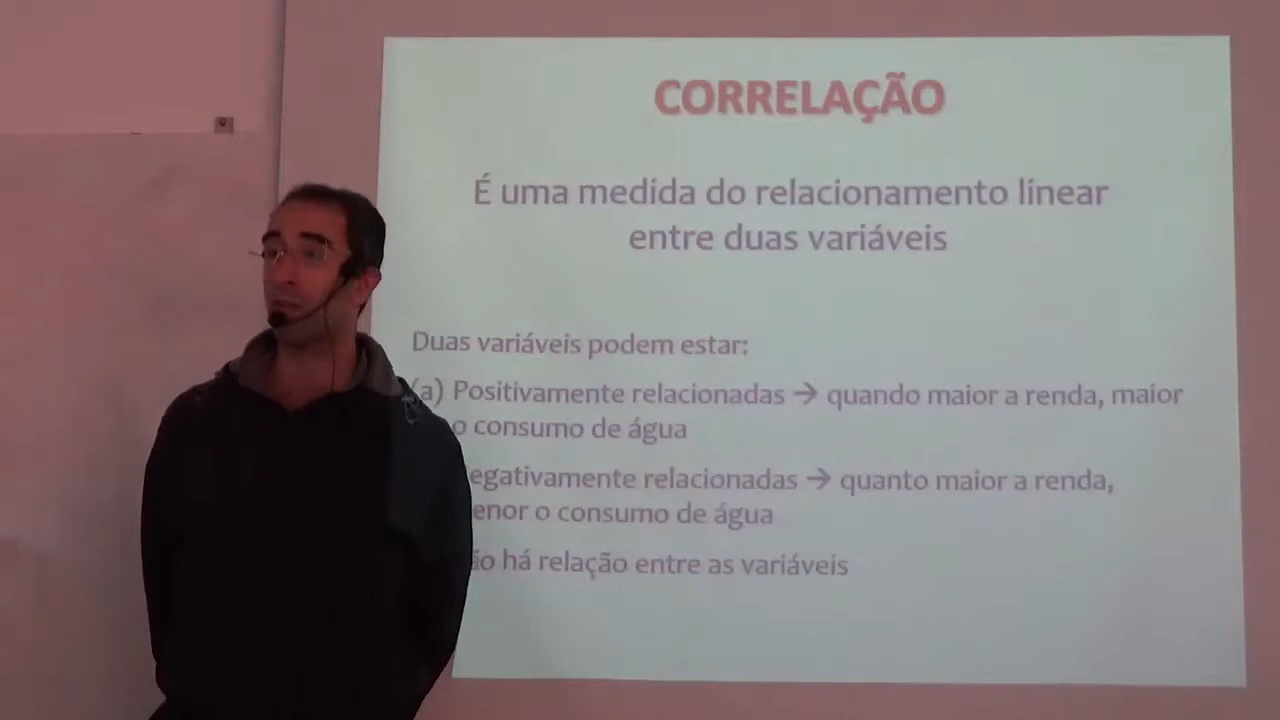 CORRELAÇÃO
É uma medida do relacionamento linear
entre duas variáveis
Duas variáveis podem estar:
(a) Positivamente relacionadas → quando maior a renda, maior
o consumo de água
egativamente relacionadas → quanto maior a renda,
enor o consumo de água
ão há relação entre as variáveis